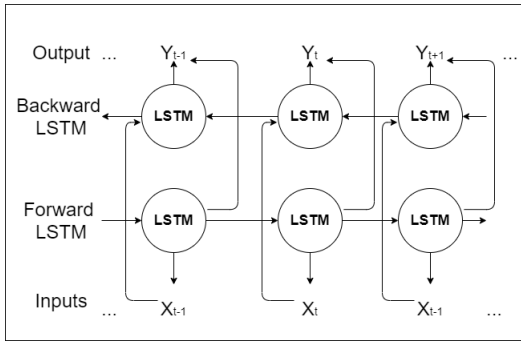 Output ... Yt-1 Yt Yt+1 ...
Backward LSTM LSTM LSTM
LSTM
Forward LSTM LSTM LSTM
LSTM
Inputs ... Xt-1 Xt Xt-1 ...